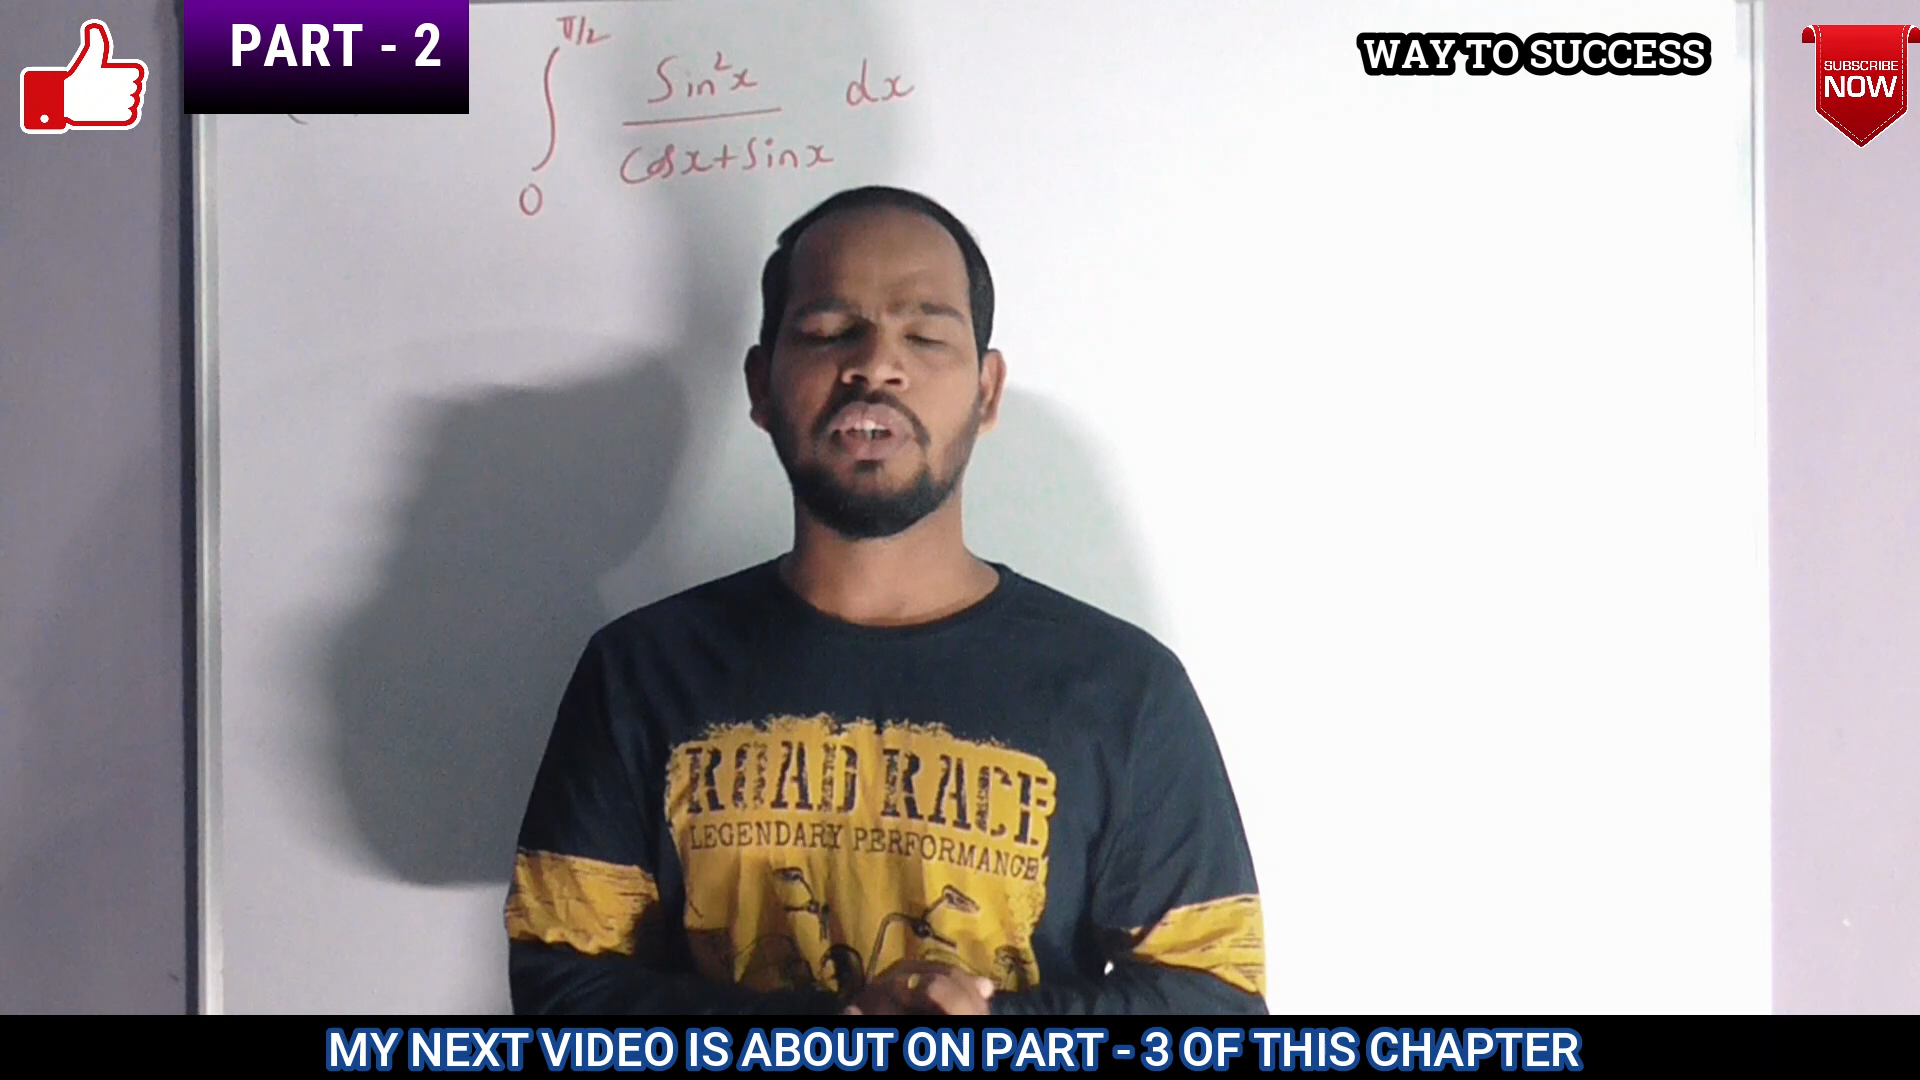 PART - 2
WAY TO SUCCESS
SUBSCRIBE
NOW
π/2
∫ Sin²x / (Cosx+Sinx) dx
0
ROAD RACE
LEGENDARY PERFORMANCE
MY NEXT VIDEO IS ABOUT ON PART - 3 OF THIS CHAPTER